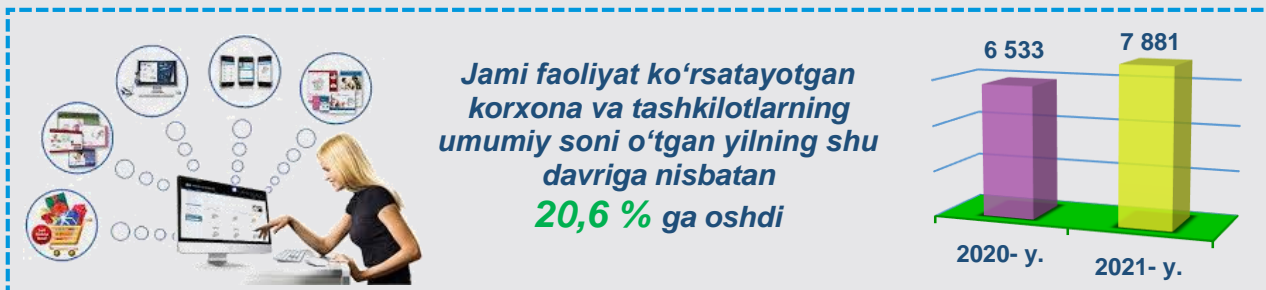 Jami faoliyat ko‘rsatayotgan
korxona va tashkilotlarning
umumiy soni o‘tgan yilning shu
davriga nisbatan
20,6 % ga oshdi
6 533
7 881
2020- y.
2021- y.